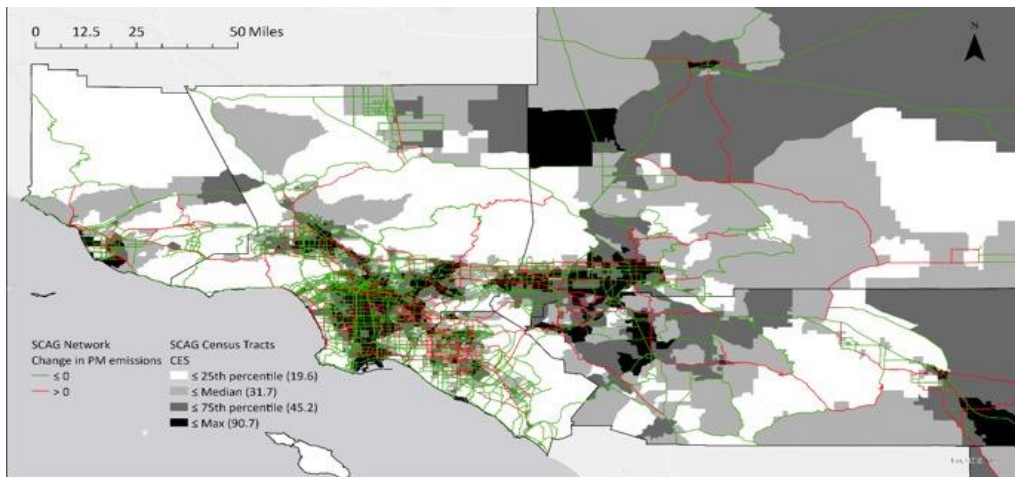 0 12.5 25 50 Miles
N
SCAG Network
Change in PM emissions
≤ 0
> 0
SCAG Census Tracts
CES
≤ 25th percentile (19.6)
≤ Median (31.7)
≤ 75th percentile (45.2)
≤ Max (90.7)